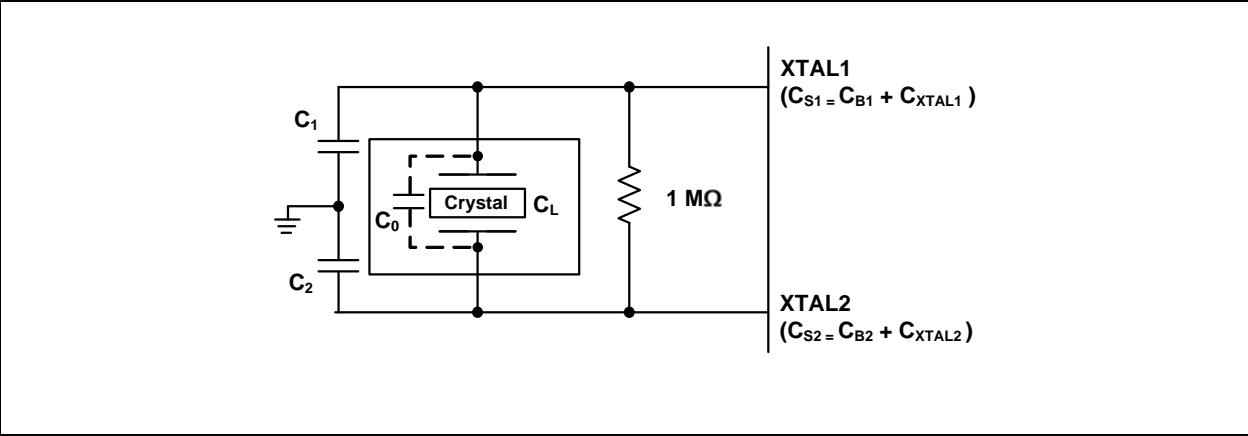 XTAL1
(CS1 = CB1 + CXTAL1 )
C1
Crystal
CL
C0
1 MΩ
C2
XTAL2
(CS2 = CB2 + CXTAL2 )